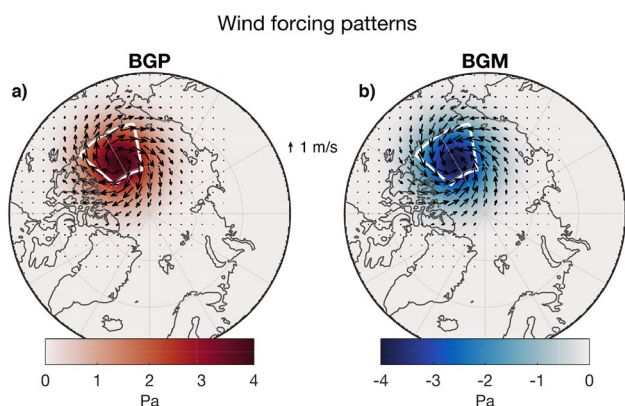 Wind forcing patterns
BGP
BGM
a)
b)
1 m/s
0 1 2 3 4
Pa
-4 -3 -2 -1 0
Pa